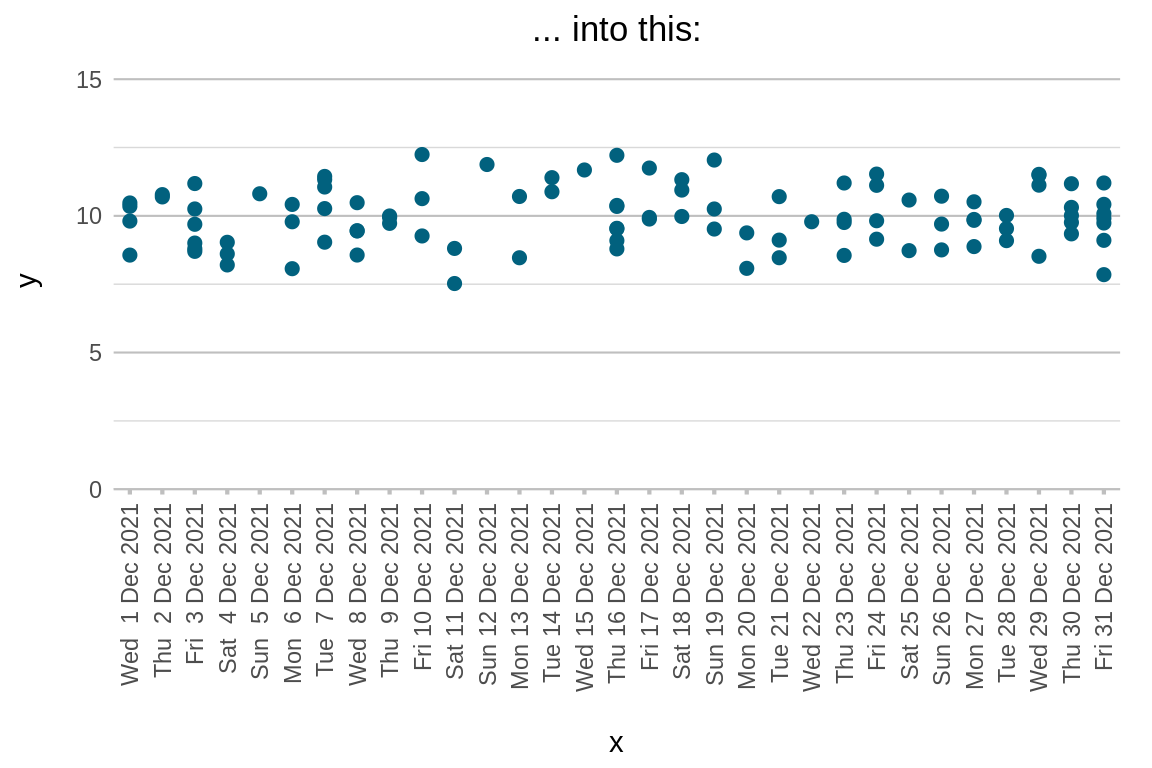 ... into this:
15
10
5
0
y
Wed  1 Dec 2021
Thu  2 Dec 2021
Fri  3 Dec 2021
Sat  4 Dec 2021
Sun  5 Dec 2021
Mon  6 Dec 2021
Tue  7 Dec 2021
Wed  8 Dec 2021
Thu  9 Dec 2021
Fri 10 Dec 2021
Sat 11 Dec 2021
Sun 12 Dec 2021
Mon 13 Dec 2021
Tue 14 Dec 2021
Wed 15 Dec 2021
Thu 16 Dec 2021
Fri 17 Dec 2021
Sat 18 Dec 2021
Sun 19 Dec 2021
Mon 20 Dec 2021
Tue 21 Dec 2021
Wed 22 Dec 2021
Thu 23 Dec 2021
Fri 24 Dec 2021
Sat 25 Dec 2021
Sun 26 Dec 2021
Mon 27 Dec 2021
Tue 28 Dec 2021
Wed 29 Dec 2021
Thu 30 Dec 2021
Fri 31 Dec 2021
x